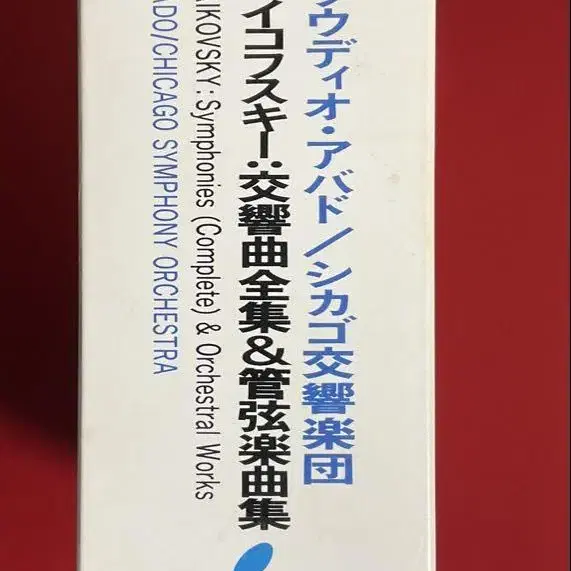 ウディオ・アバド/シカゴ交響楽団
イコフスキー:交響曲全集&管弦楽曲集
AIKOVSKY: Symphonies (Complete) & Orchestral Works
ADO/CHICAGO SYMPHONY ORCHESTRA